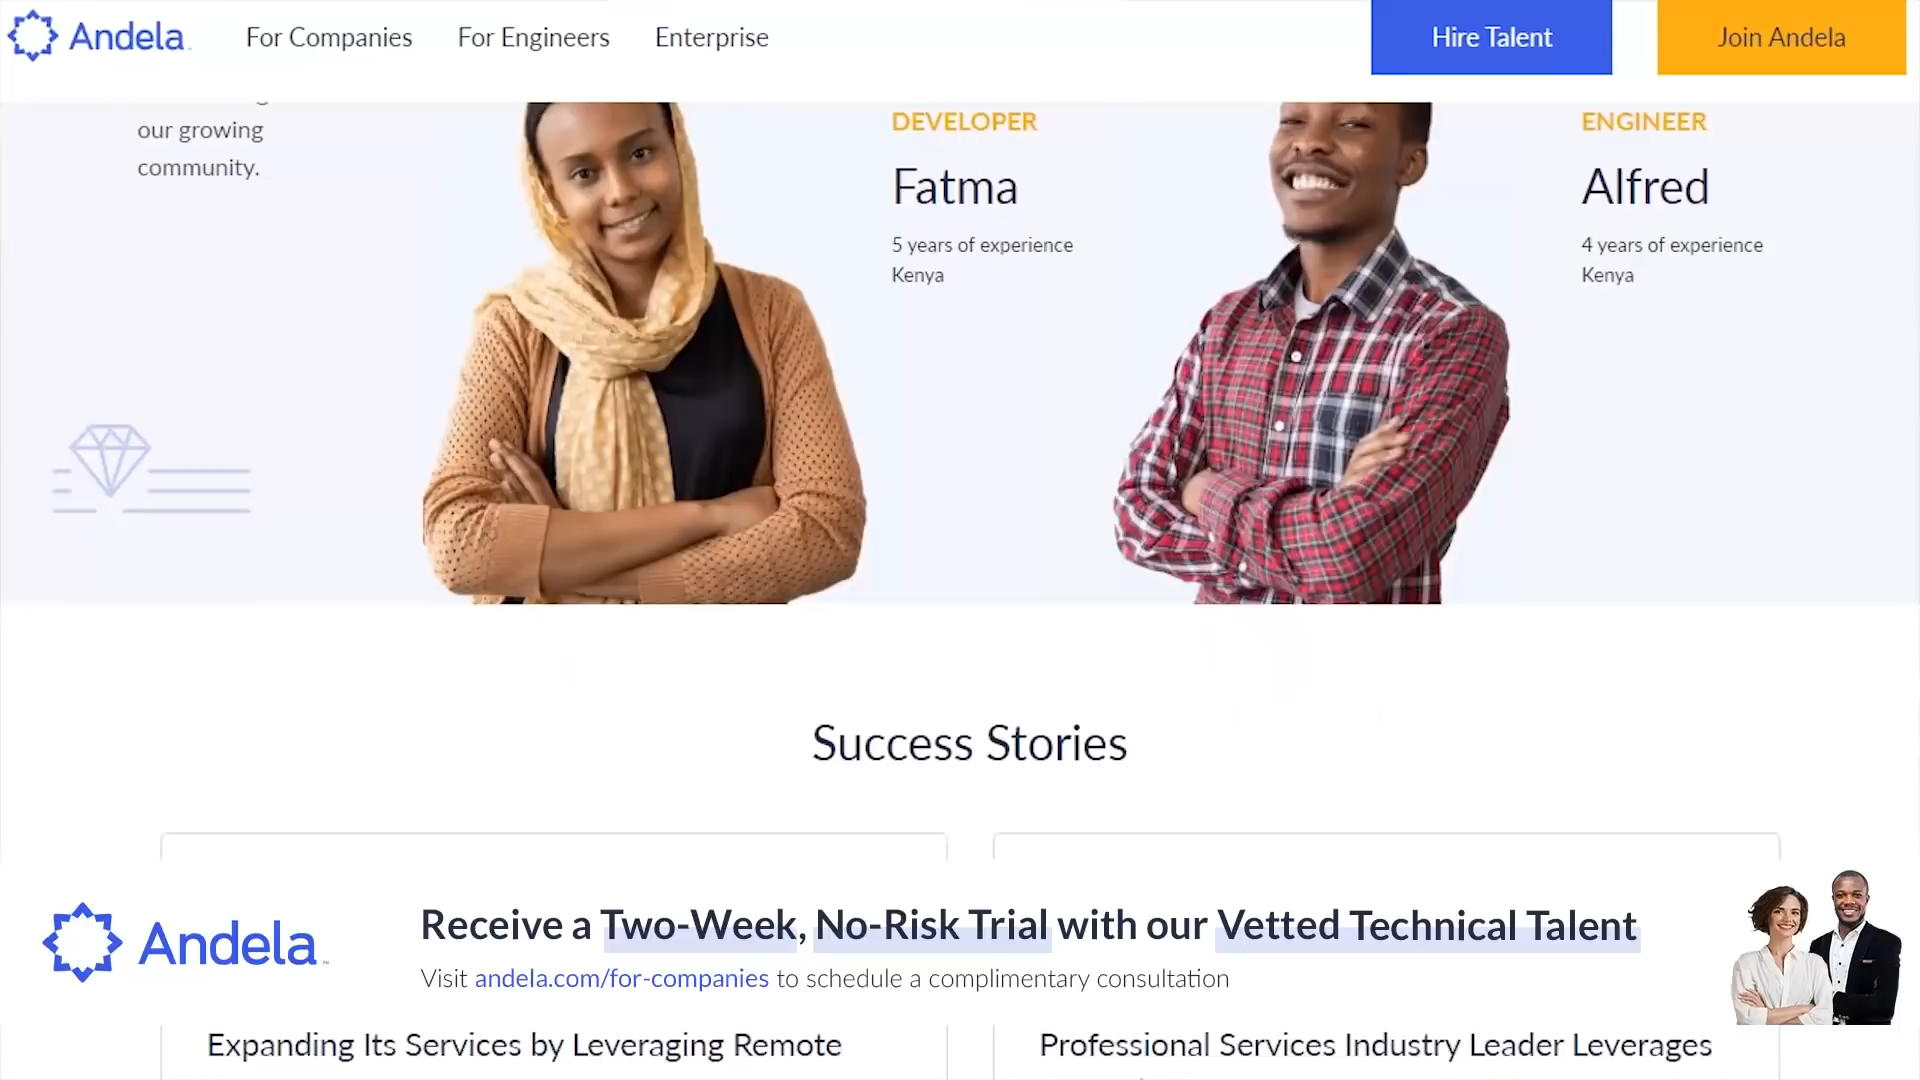 Andela
For Companies
For Engineers
Enterprise
Hire Talent
Join Andela
our growing
community.
DEVELOPER
Fatma
5 years of experience
Kenya
ENGINEER
Alfred
4 years of experience
Kenya
Success Stories
Andela
Receive a Two-Week, No-Risk Trial with our Vetted Technical Talent
Visit andela.com/for-companies to schedule a complimentary consultation
Expanding Its Services by Leveraging Remote
Professional Services Industry Leader Leverages